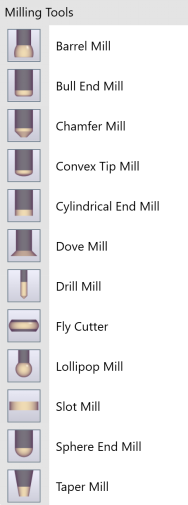 Milling Tools
Barrel Mill
Bull End Mill
Chamfer Mill
Convex Tip Mill
Cylindrical End Mill
Dove Mill
Drill Mill
Fly Cutter
Lollipop Mill
Slot Mill
Sphere End Mill
Taper Mill